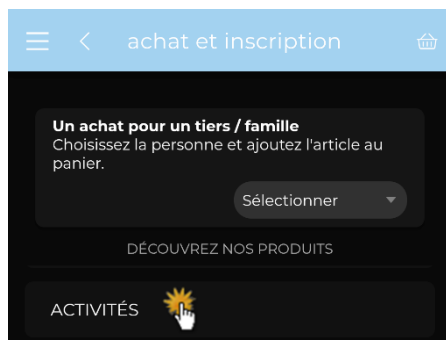 achat et inscription
Un achat pour un tiers / famille
Choisissez la personne et ajoutez l'article au
panier.
Sélectionner
DÉCOUVREZ NOS PRODUITS
ACTIVITÉS